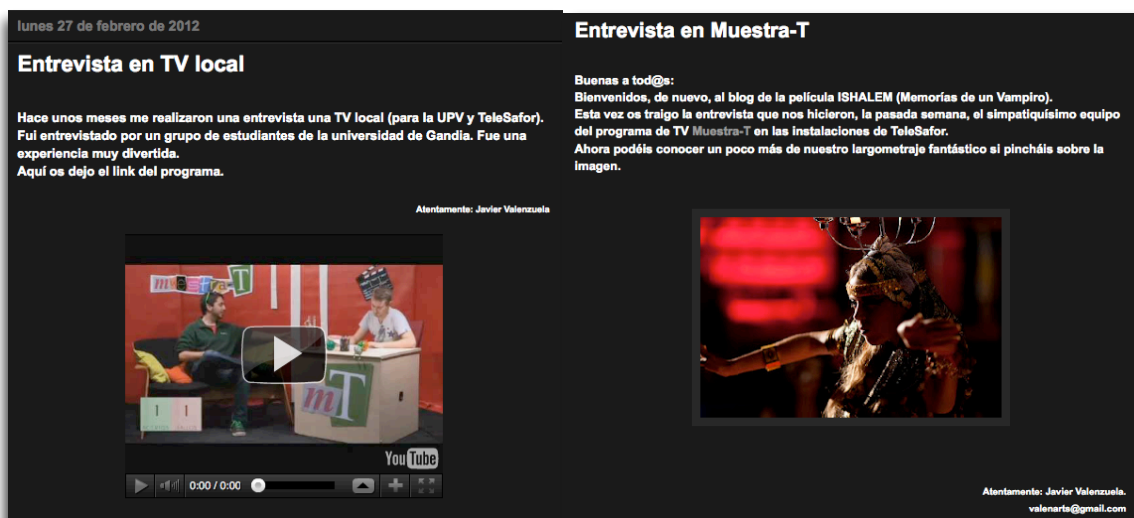 lunes 27 de febrero de 2012
Entrevista en TV local
Hace unos meses me realizaron una entrevista una TV local (para la UPV y TeleSafor).
Fui entrevistado por un grupo de estudiantes de la universidad de Gandia. Fue una
experiencia muy divertida.
Aquí os dejo el link del programa.
Atentamente: Javier Valenzuela
muestra-T
1 1
mT
YouTube
0:00 / 0:00
Entrevista en Muestra-T
Buenas a tod@s:
Bienvenidos, de nuevo, al blog de la película ISHALEM (Memorías de un Vampiro).
Esta vez os traigo la entrevista que nos hicieron, la pasada semana, el simpatiquísimo equipo
del programa de TV Muestra-T en las instalaciones de TeleSafor.
Ahora podéis conocer un poco más de nuestro largometraje fantástico si pincháis sobre la
imagen.
Atentamente: Javier Valenzuela.
valenarts@gmail.com